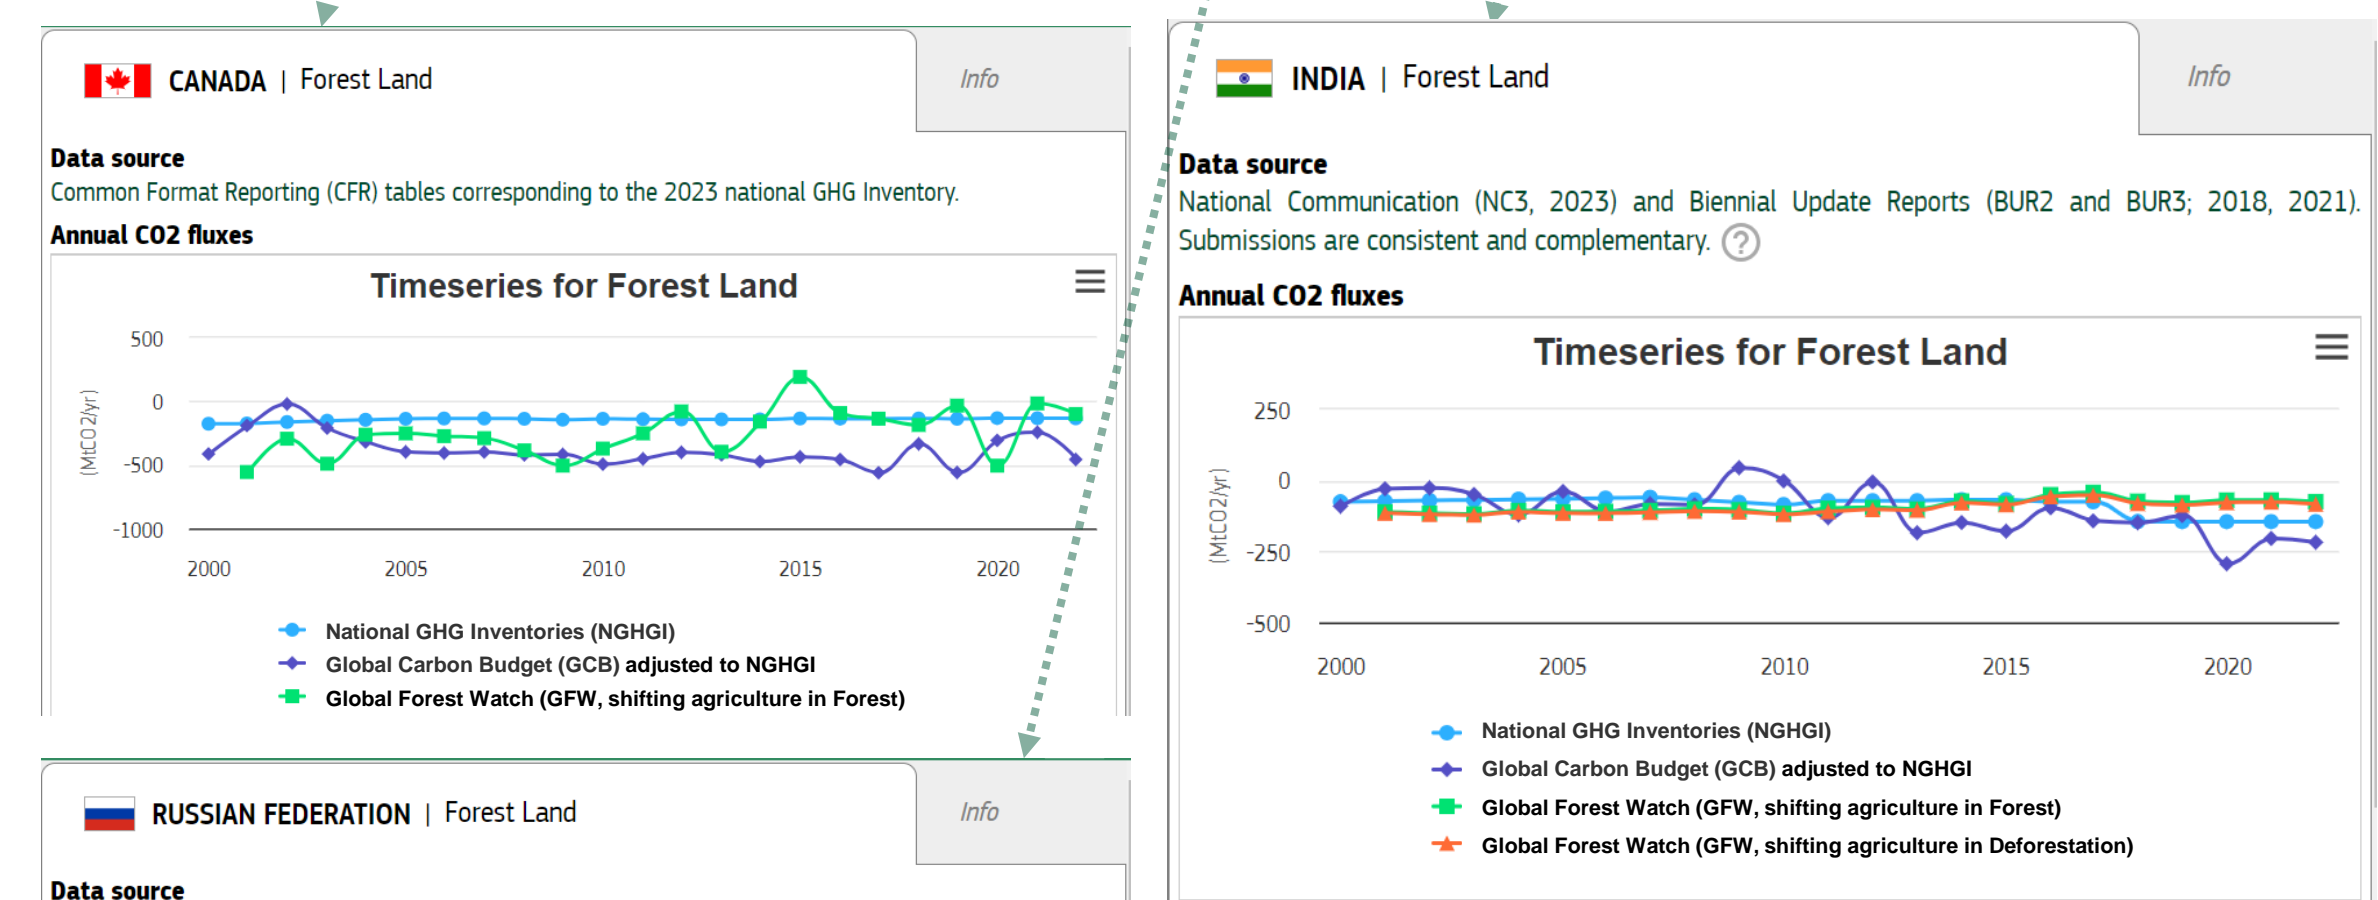 CANADA | Forest Land
Info
Data source
Common Format Reporting (CFR) tables corresponding to the 2023 national GHG Inventory.
Annual CO2 fluxes
Timeseries for Forest Land
500
0
-500
-1000
(MtCO2/yr)
2000 2005 2010 2015 2020
National GHG Inventories (NGHGI)
Global Carbon Budget (GCB) adjusted to NGHGI
Global Forest Watch (GFW, shifting agriculture in Forest)
RUSSIAN FEDERATION | Forest Land
Info
Data source
INDIA | Forest Land
Info
Data source
National Communication (NC3, 2023) and Biennial Update Reports (BUR2 and BUR3; 2018, 2021).
Submissions are consistent and complementary. ?
Annual CO2 fluxes
Timeseries for Forest Land
250
0
-250
-500
(MtCO2/yr)
2000 2005 2010 2015 2020
National GHG Inventories (NGHGI)
Global Carbon Budget (GCB) adjusted to NGHGI
Global Forest Watch (GFW, shifting agriculture in Forest)
Global Forest Watch (GFW, shifting agriculture in Deforestation)